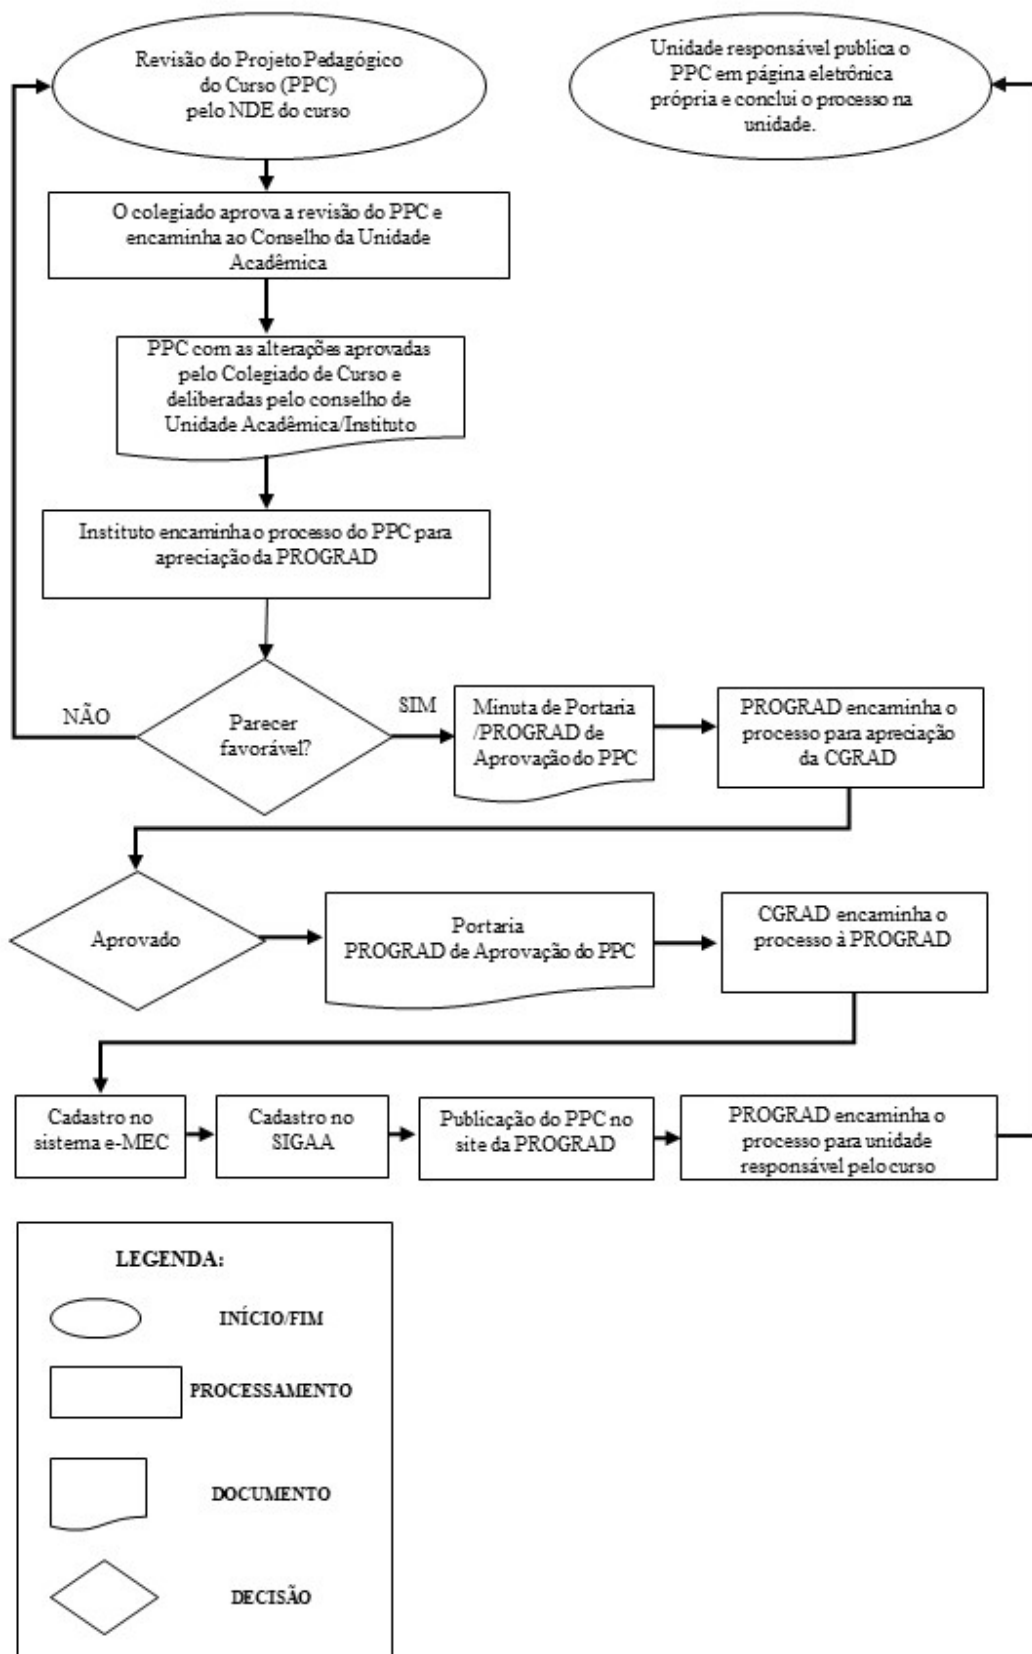 Revisão do Projeto Pedagógico
do Curso (PPC)
pelo NDE do curso
Unidade responsável publica o
PPC em página eletrônica
própria e conclui o processo na
unidade.
O colegiado aprova a revisão do PPC e
encaminha ao Conselho da Unidade
Acadêmica
PPC com as alterações aprovadas
pelo Colegiado de Curso e
deliberadas pelo conselho de
Unidade Acadêmica/Instituto
Instituto encaminha o processo do PPC para
apreciação da PROGRAD
NÃO
Parecer
favorável?
SIM
Minuta de Portaria
/PROGRAD de
Aprovação do PPC
PROGRAD encaminha o
processo para apreciação
da CGRAD
Aprovado
Portaria
PROGRAD de Aprovação do PPC
CGRAD encaminha o
processo à PROGRAD
Cadastro no
sistema e-MEC
Cadastro no
SIGAA
Publicação do PPC no
site da PROGRAD
PROGRAD encaminha o
processo para unidade
responsável pelo curso
LEGENDA:
INÍCIO/FIM
PROCESSAMENTO
DOCUMENTO
DECISÃO